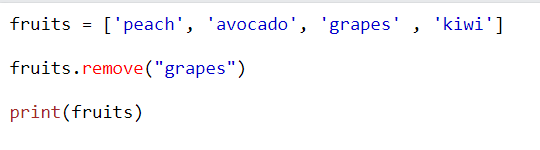 fruits = ['peach', 'avocado', 'grapes' , 'kiwi']
fruits.remove("grapes")
print(fruits)